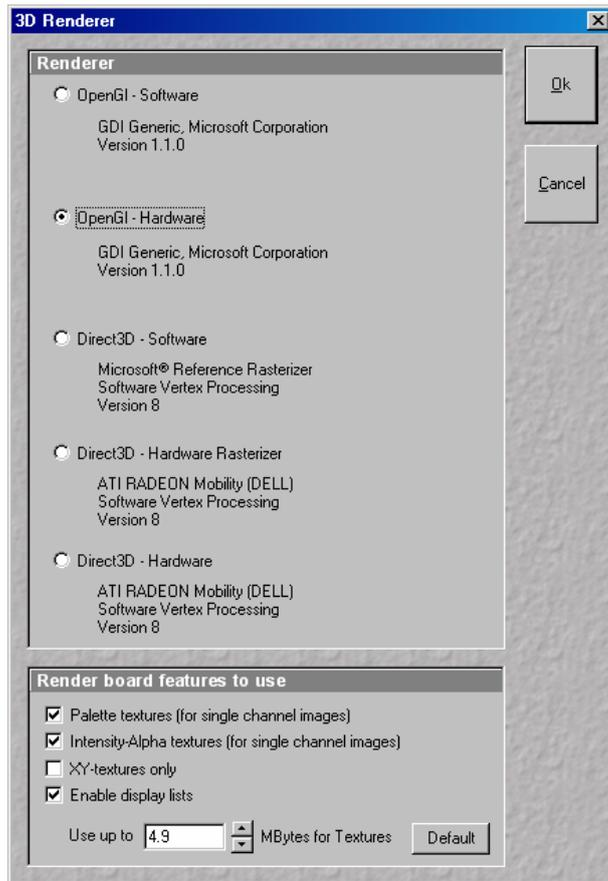 3D Renderer
Renderer
OpenGl - Software
GDI Generic, Microsoft Corporation
Version 1.1.0
OpenGl - Hardware
GDI Generic, Microsoft Corporation
Version 1.1.0
Direct3D - Software
Microsoft® Reference Rasterizer
Software Vertex Processing
Version 8
Direct3D - Hardware Rasterizer
ATI RADEON Mobility (DELL)
Software Vertex Processing
Version 8
Direct3D - Hardware
ATI RADEON Mobility (DELL)
Software Vertex Processing
Version 8
Ok
Cancel
Render board features to use
Palette textures (for single channel images)
Intensity-Alpha textures (for single channel images)
XY-textures only
Enable display lists
Use up to 4.9 MBytes for Textures Default